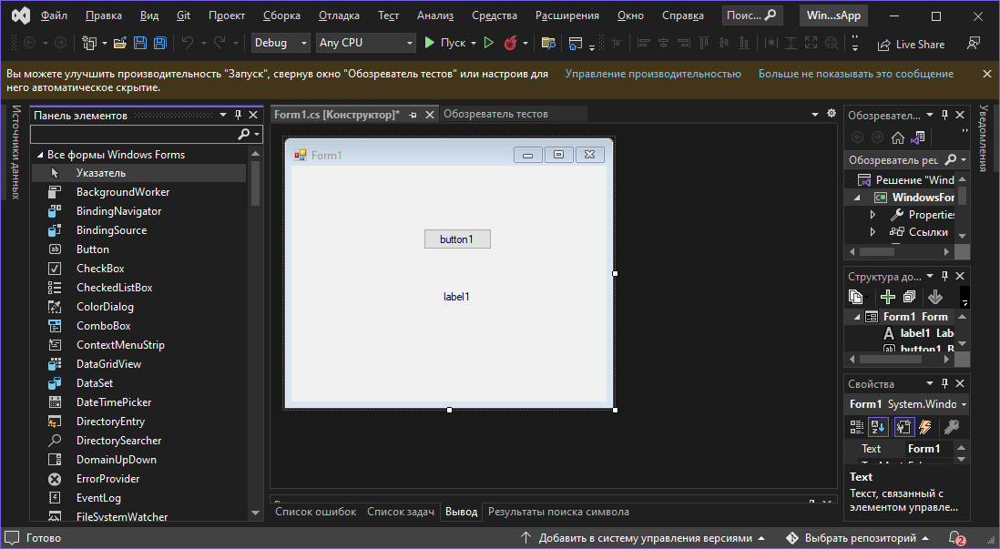 Файл Правка Вид Git Проект Сборка Отладка Тест Анализ Средства Расширения Окно Справка Поис... Win...sApp
Debug Any CPU Пуск Live Share
Вы можете улучшить производительность "Запуск", свернув окно "Обозреватель тестов" или настроив для
него автоматическое скрытие.
Управление производительностью Больше не показывать это сообщение
Источники данных
Панель элементов
Все формы Windows Forms
Указатель
BackgroundWorker
BindingNavigator
BindingSource
Button
CheckBox
CheckedListBox
ColorDialog
ComboBox
ContextMenuStrip
DataGridView
DataSet
DateTimePicker
DirectoryEntry
DirectorySearcher
DomainUpDown
ErrorProvider
EventLog
FileSystemWatcher
Form1.cs [Конструктор]* Обозреватель тестов
Form1
button1
label1
Список ошибок Список задач Вывод Результаты поиска символа
Обозревател...
Обозреватель реш
Решение "Wind
C# WindowsFor
Properties
Ссылки
Структура до...
Form1 Form
label1 Labe
button1 B
Свойства
Form1 System.Windo
Text Form1
Text
Текст, связанный с
элементом управле...
Уведомления
Готово Добавить в систему управления версиями Выбрать репозиторий 2